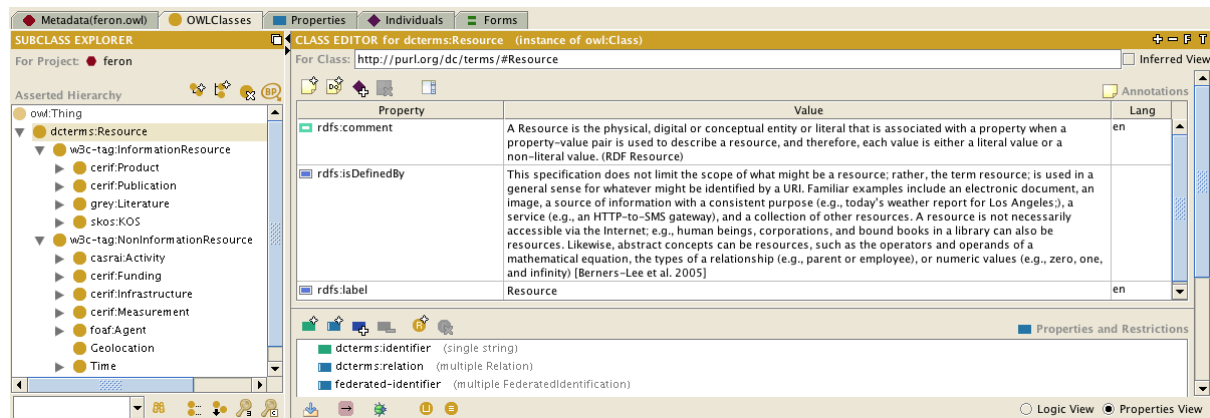 Metadata(feron.owl) OWLClasses Properties Individuals Forms
SUBCLASS EXPLORER
For Project: feron
Asserted Hierarchy
BP
owl:Thing
dcterms:Resource
w3c-tag:InformationResource
cerif:Product
cerif:Publication
grey:Literature
skos:KOS
w3c-tag:NonInformationResource
casrai:Activity
cerif:Funding
cerif:Infrastructure
cerif:Measurement
foaf:Agent
Geolocation
Time
CLASS EDITOR for dcterms:Resource (instance of owl:Class)
F T
For Class: http://purl.org/dc/terms/#Resource
Inferred View
Annotations
Property Value Lang
rdfs:comment
A Resource is the physical, digital or conceptual entity or literal that is associated with a property when a
property-value pair is used to describe a resource, and therefore, each value is either a literal value or a
non-literal value. (RDF Resource)
en
rdfs:isDefinedBy
This specification does not limit the scope of what might be a resource; rather, the term resource; is used in a
general sense for whatever might be identified by a URI. Familiar examples include an electronic document, an
image, a source of information with a consistent purpose (e.g., today's weather report for Los Angeles;), a
service (e.g., an HTTP-to-SMS gateway), and a collection of other resources. A resource is not necessarily
accessible via the Internet; e.g., human beings, corporations, and bound books in a library can also be
resources. Likewise, abstract concepts can be resources, such as the operators and operands of a
mathematical equation, the types of a relationship (e.g., parent or employee), or numeric values (e.g., zero, one,
and infinity) [Berners-Lee et al. 2005]
rdfs:label Resource en
Properties and Restrictions
dcterms:identifier (single string)
dcterms:relation (multiple Relation)
federated-identifier (multiple FederatedIdentification)
Logic View Properties View